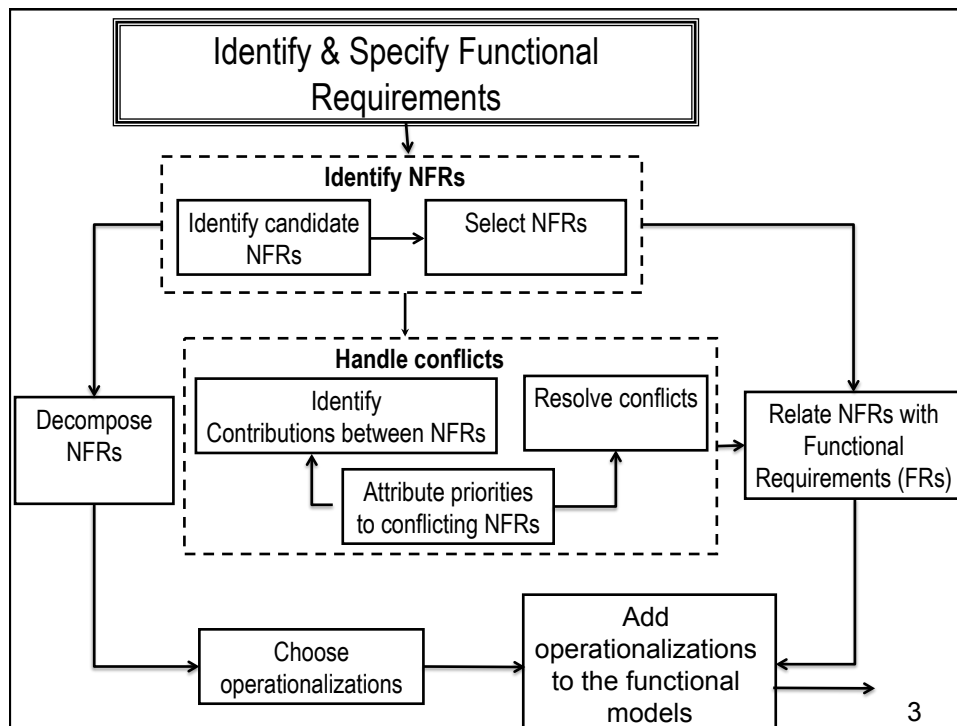 Identify & Specify Functional
Requirements
Identify NFRs
Identify candidate
NFRs
Select NFRs
Handle conflicts
Identify
Contributions between NFRs
Resolve conflicts
Attribute priorities
to conflicting NFRs
Decompose
NFRs
Relate NFRs with
Functional
Requirements (FRs)
Choose
operationalizations
Add
operationalizations
to the functional
models
3